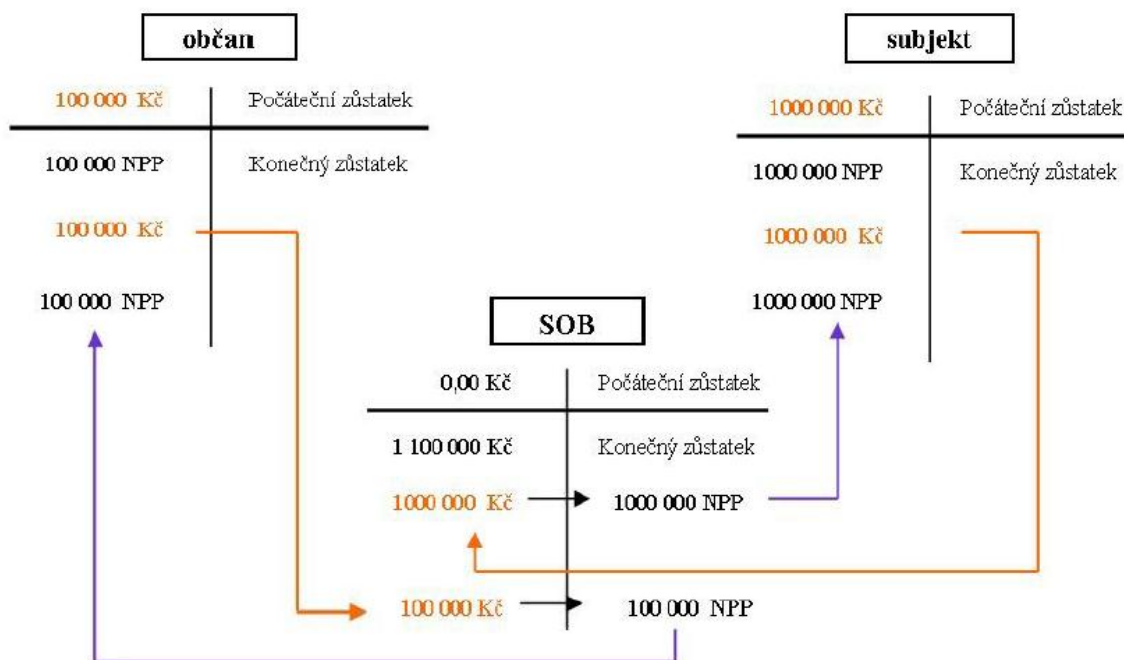 občan
100 000 Kč Počáteční zůstatek
100 000 NPP Konečný zůstatek
100 000 Kč
100 000 NPP
subjekt
1000 000 Kč Počáteční zůstatek
1000 000 NPP Konečný zůstatek
1000 000 Kč
1000 000 NPP
SOB
0,00 Kč Počáteční zůstatek
1 100 000 Kč Konečný zůstatek
1000 000 Kč 1000 000 NPP
100 000 Kč 100 000 NPP